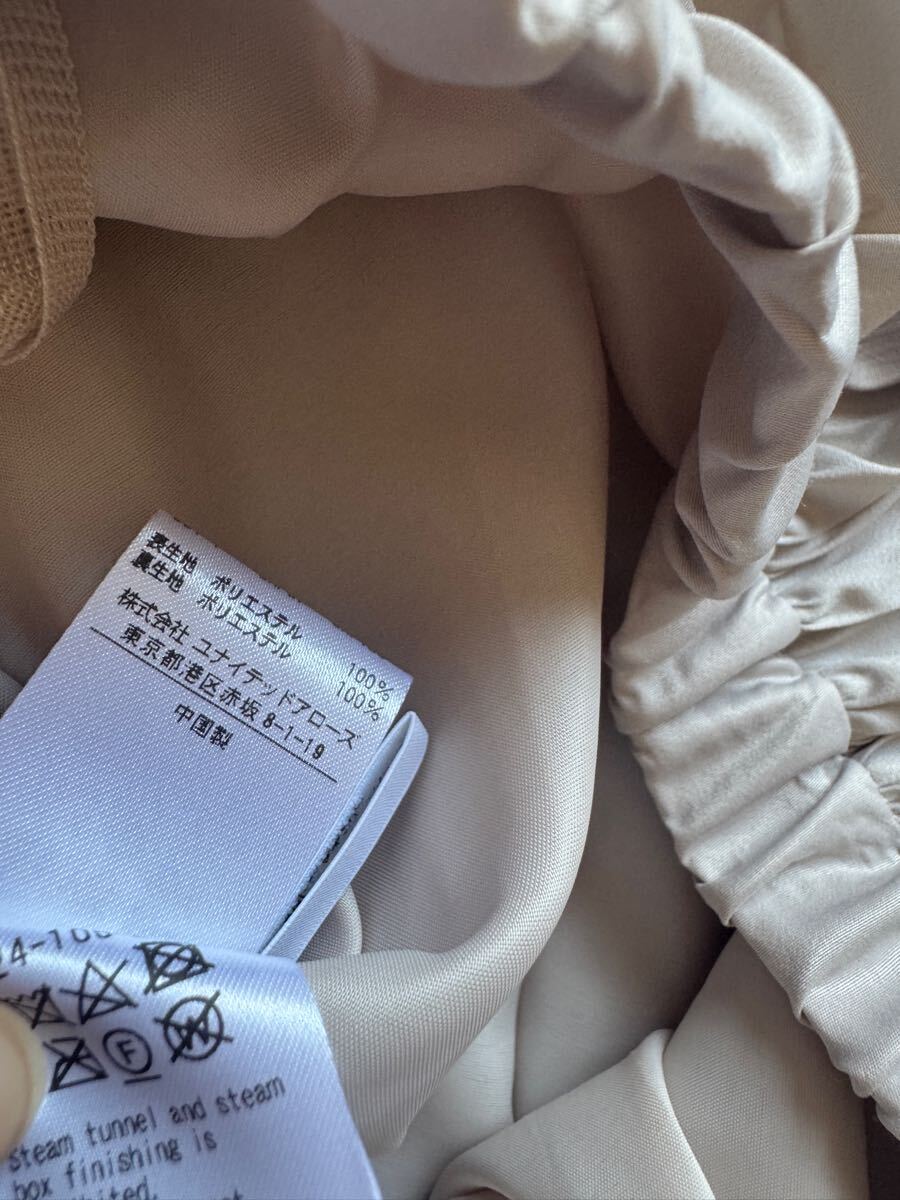 表生地 ポリエステル 100%
裏生地 ポリエステル 100%
株式会社 ユナイテッドアローズ
東京都港区赤坂 8-1-19
中国製
F
W
steam tunnel and steam
box finishing is